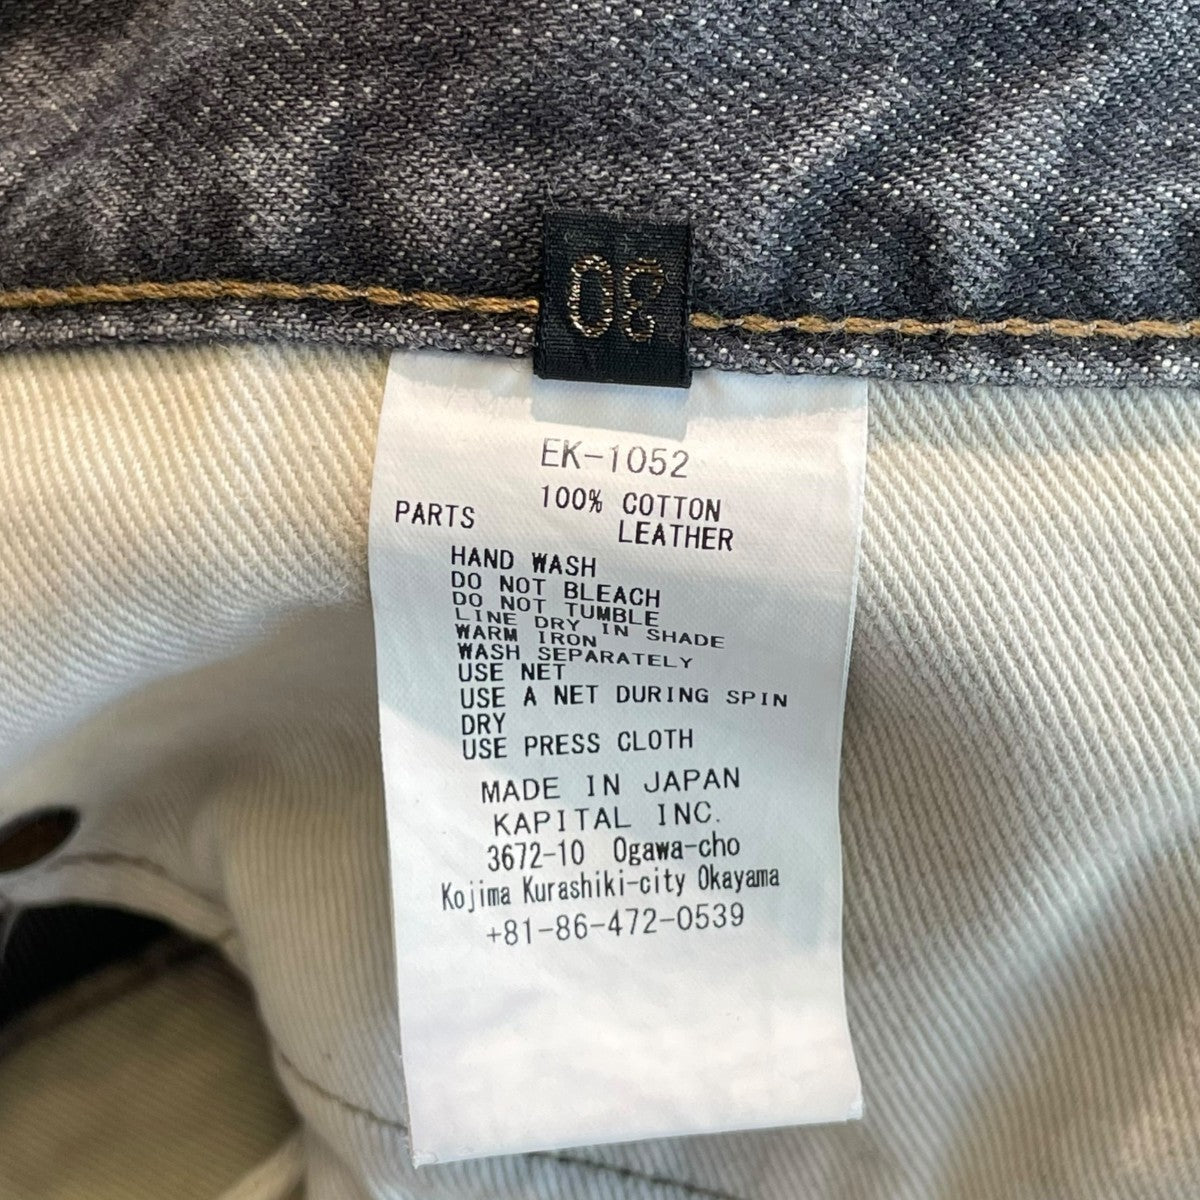 30
EK-1052
100% COTTON
PARTS LEATHER
HAND WASH
DO NOT BLEACH
DO NOT TUMBLE
LINE DRY IN SHADE
WARM IRON
WASH SEPARATELY
USE NET
USE A NET DURING SPIN
DRY
USE PRESS CLOTH
MADE IN JAPAN
KAPITAL INC.
3672-10 Ogawa-cho
Kojima Kurashiki-city Okayama
+81-86-472-0539